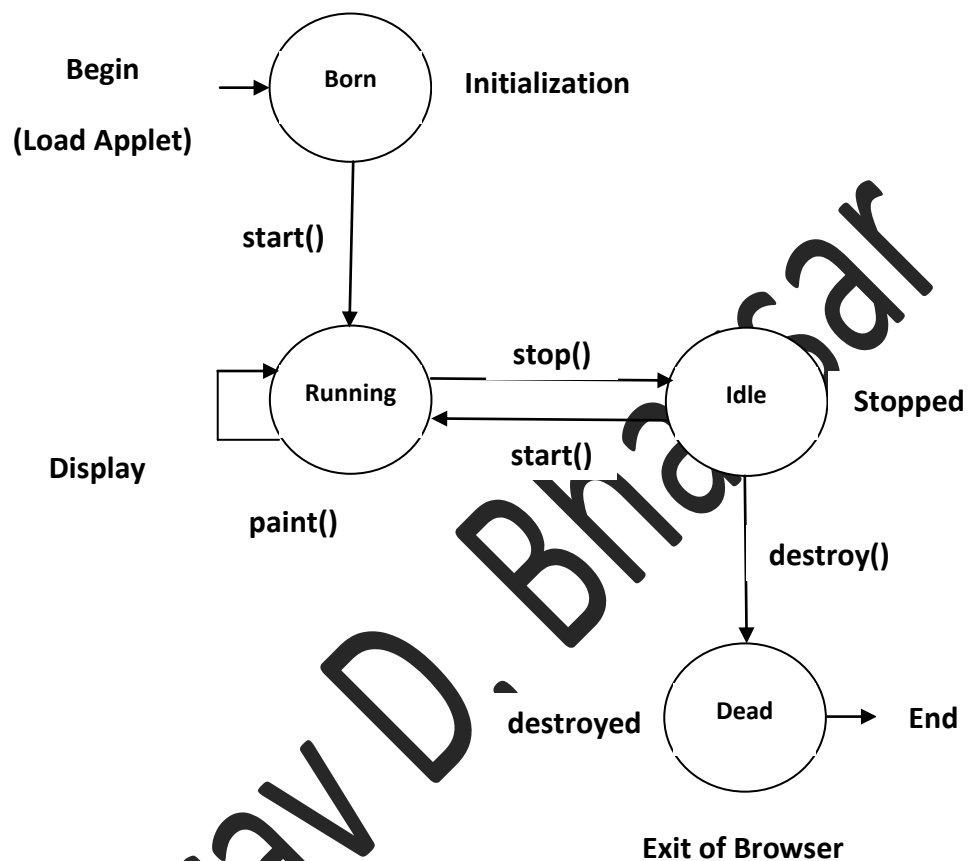 Begin
(Load Applet)
Born
Initialization
start()
Running
stop()
start()
Idle
Stopped
Display
paint()
destroy()
destroyed
Dead
End
Exit of Browser